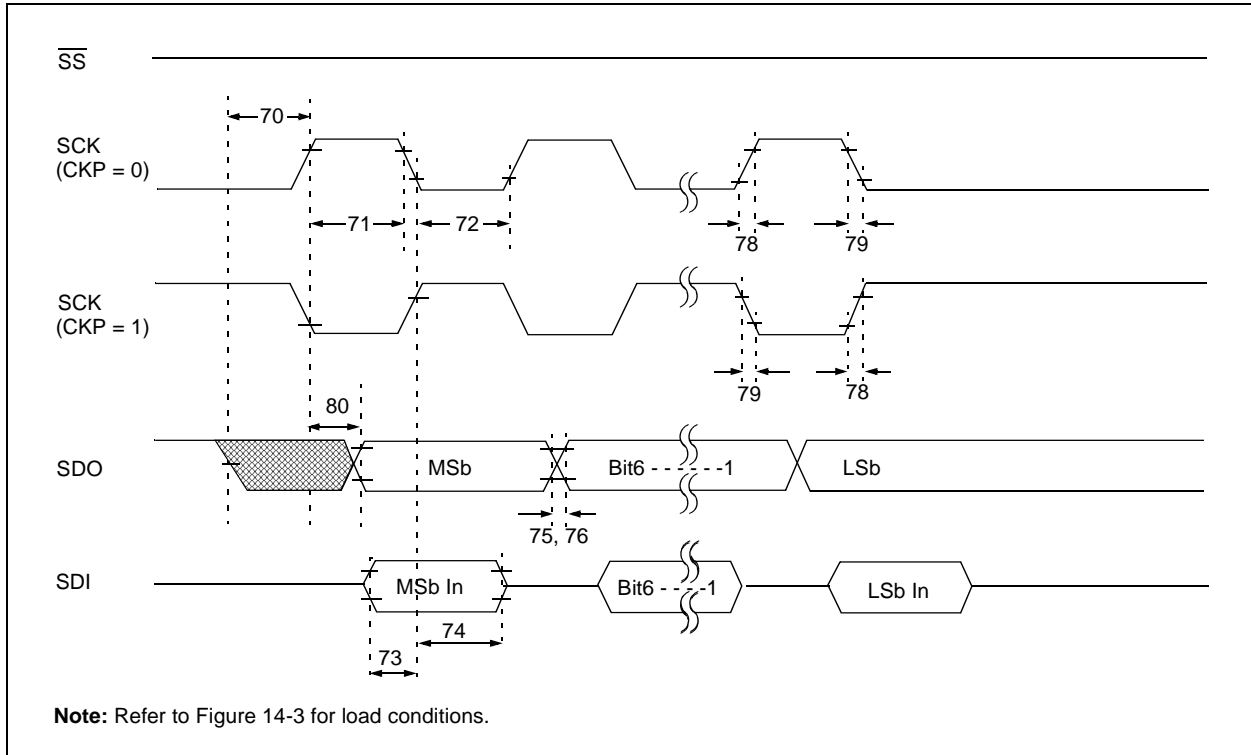 SS
70
SCK
(CKP = 0)
71
72
78
79
SCK
(CKP = 1)
79
78
80
SDO
MSb
Bit6 - - - - - - -1
LSb
75, 76
SDI
MSb In
Bit6 - - - -1
LSb In
74
73
Note: Refer to Figure 14-3 for load conditions.